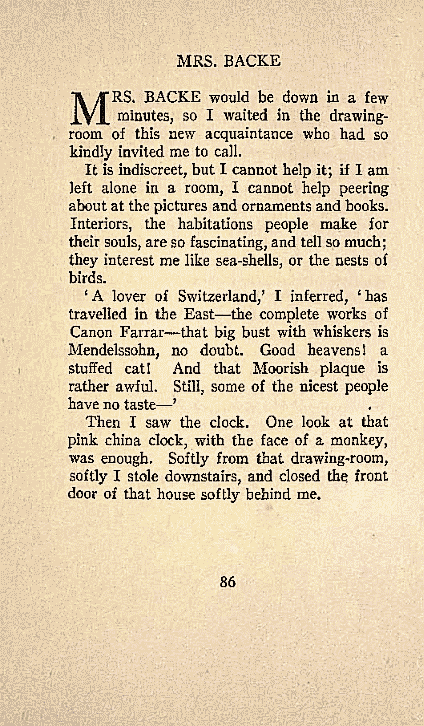 MRS. BACKE
MRS. BACKE would be down in a few
minutes, so I waited in the drawing-
room of this new acquaintance who had so
kindly invited me to call.
It is indiscreet, but I cannot help it; if I am
left alone in a room, I cannot help peering
about at the pictures and ornaments and books.
Interiors, the habitations people make for
their souls, are so fascinating, and tell so much;
they interest me like sea-shells, or the nests of
birds.
‘A lover of Switzerland,’ I inferred, ‘has
travelled in the East—the complete works of
Canon Farrar—that big bust with whiskers is
Mendelssohn, no doubt. Good heavens! a
stuffed cat! And that Moorish plaque is
rather awful. Still, some of the nicest people
have no taste—’
Then I saw the clock. One look at that
pink china clock, with the face of a monkey,
was enough. Softly from that drawing-room,
softly I stole downstairs, and closed the front
door of that house softly behind me.
86